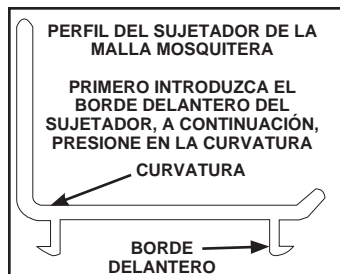 PERFIL DEL SUJETADOR DE LA
MALLA MOSQUITERA
PRIMERO INTRODUZCA EL
BORDE DELANTERO DEL
SUJETADOR, A CONTINUACIÓN,
PRESIONE EN LA CURVATURA
CURVATURA
BORDE
DELANTERO